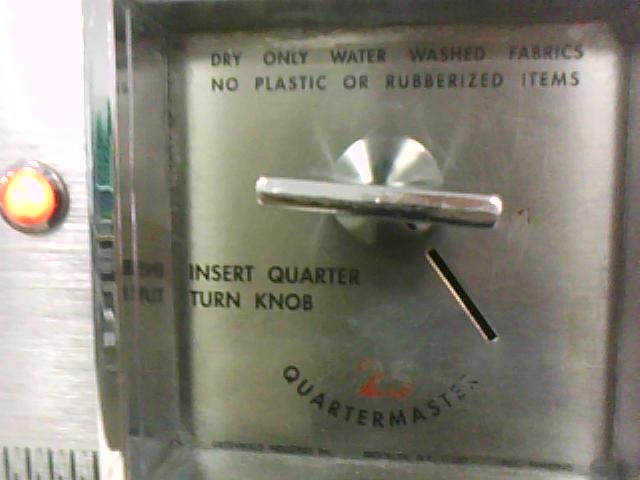 DRY ONLY WATER WASHED FABRICS
NO PLASTIC OR RUBBERIZED ITEMS
INSERT QUARTER
TURN KNOB
25
QUARTERMASTER